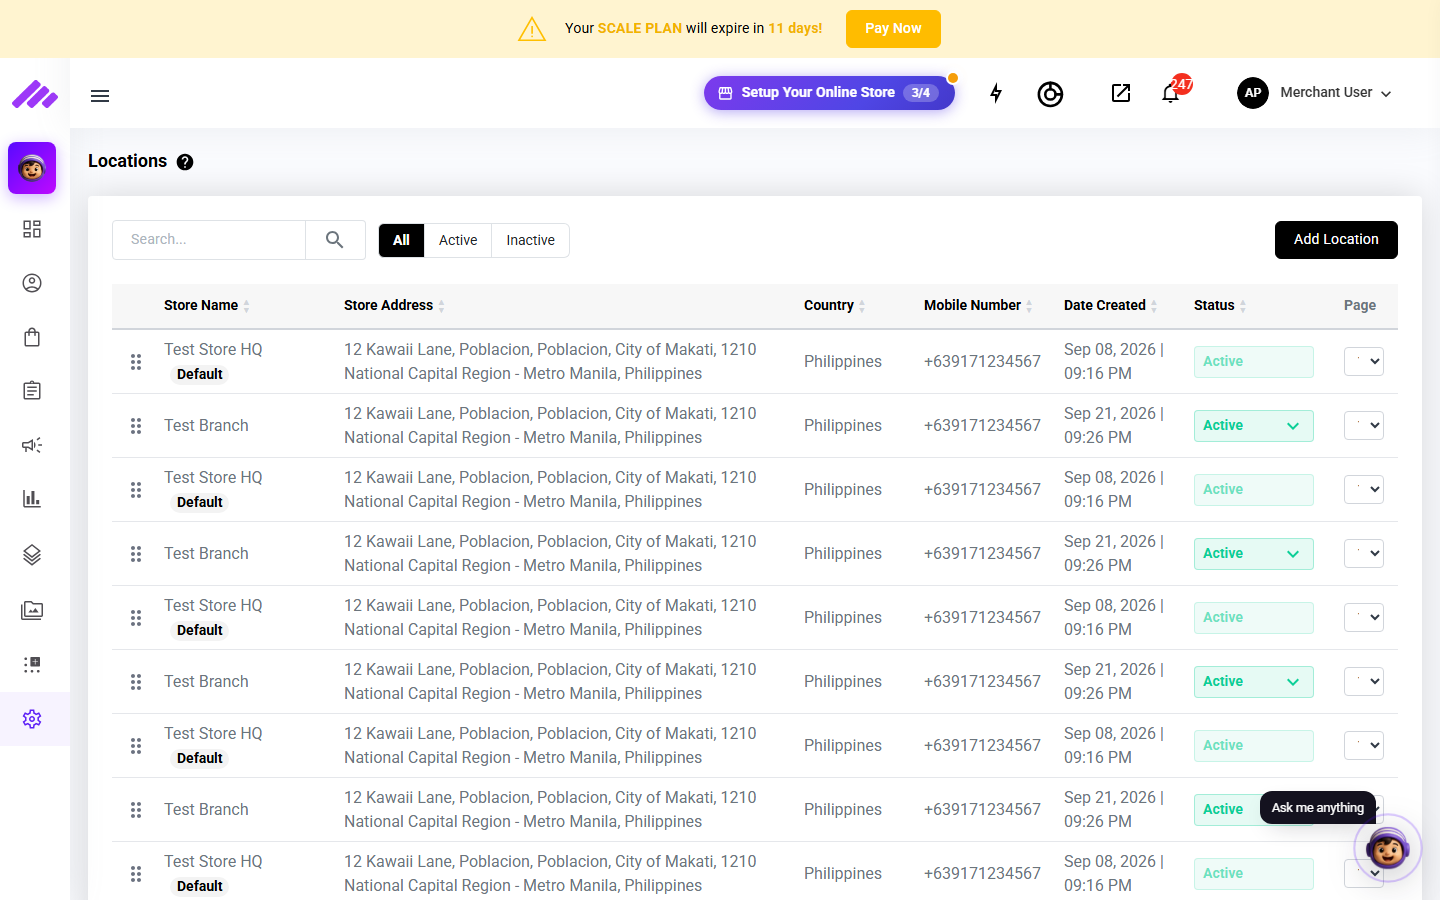 Your SCALE PLAN will expire in 11 days!
Pay Now
Setup Your Online Store 3/4
247
AP
Merchant User
Locations
Search...
All
Active
Inactive
Add Location
Store Name
Store Address
Country
Mobile Number
Date Created
Status
Page
Test Store HQ
Default
12 Kawaii Lane, Poblacion, Poblacion, City of Makati, 1210
National Capital Region - Metro Manila, Philippines
Philippines
+639171234567
Sep 08, 2026 |
09:16 PM
Active
Test Branch
12 Kawaii Lane, Poblacion, Poblacion, City of Makati, 1210
National Capital Region - Metro Manila, Philippines
Philippines
+639171234567
Sep 21, 2026 |
09:26 PM
Active
Test Store HQ
Default
12 Kawaii Lane, Poblacion, Poblacion, City of Makati, 1210
National Capital Region - Metro Manila, Philippines
Philippines
+639171234567
Sep 08, 2026 |
09:16 PM
Active
Test Branch
12 Kawaii Lane, Poblacion, Poblacion, City of Makati, 1210
National Capital Region - Metro Manila, Philippines
Philippines
+639171234567
Sep 21, 2026 |
09:26 PM
Active
Test Store HQ
Default
12 Kawaii Lane, Poblacion, Poblacion, City of Makati, 1210
National Capital Region - Metro Manila, Philippines
Philippines
+639171234567
Sep 08, 2026 |
09:16 PM
Active
Test Branch
12 Kawaii Lane, Poblacion, Poblacion, City of Makati, 1210
National Capital Region - Metro Manila, Philippines
Philippines
+639171234567
Sep 21, 2026 |
09:26 PM
Active
Test Store HQ
Default
12 Kawaii Lane, Poblacion, Poblacion, City of Makati, 1210
National Capital Region - Metro Manila, Philippines
Philippines
+639171234567
Sep 08, 2026 |
09:16 PM
Active
Test Branch
12 Kawaii Lane, Poblacion, Poblacion, City of Makati, 1210
National Capital Region - Metro Manila, Philippines
Philippines
+639171234567
Sep 21, 2026 |
09:26 PM
Active
Ask me anything
Test Store HQ
Default
12 Kawaii Lane, Poblacion, Poblacion, City of Makati, 1210
National Capital Region - Metro Manila, Philippines
Philippines
+639171234567
Sep 08, 2026 |
09:16 PM
Active